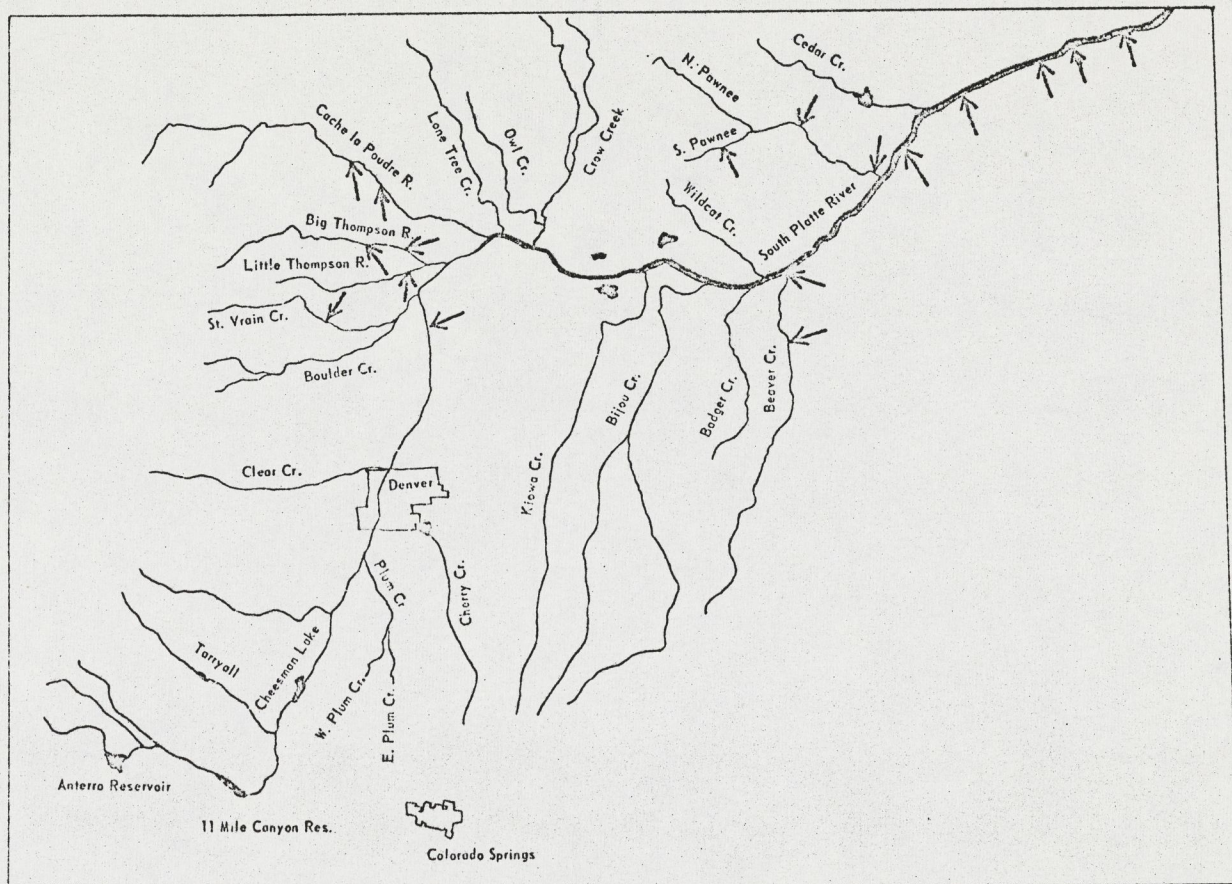 Cedar Cr.
N. Pawnee
S. Pawnee
Crow Creek
Owl Cr.
Lone Tree Cr.
Cache la Poudre R.
Wildcat Cr.
South Platte River
Big Thompson R.
Little Thompson R.
St. Vrain Cr.
Boulder Cr.
Beaver Cr.
Badger Cr.
Bijou Cr.
Kiowa Cr.
Clear Cr.
Denver
Plum Cr
Cherry Cr.
Tarryall
Cheesman Lake
W. Plum Cr.
E. Plum Cr.
Anterro Reservoir
11 Mile Canyon Res.
Colorado Springs